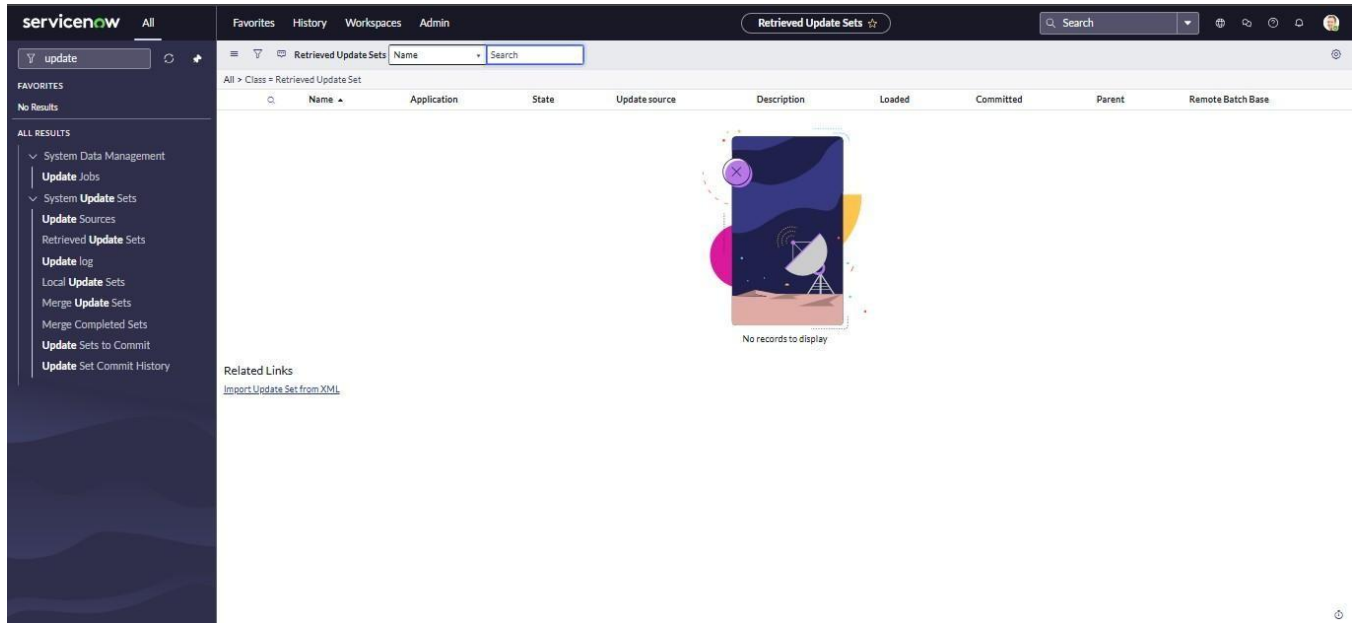 servicenow All Favorites History Workspaces Admin Retrieved Update Sets Search
update Retrieved Update Sets Name Search
FAVORITES
No Results
ALL RESULTS
System Data Management
Update Jobs
System Update Sets
Update Sources
Retrieved Update Sets
Update log
Local Update Sets
Merge Update Sets
Merge Completed Sets
Update Sets to Commit
Update Set Commit History
All > Class = Retrieved Update Set
Name Application State Update source Description Loaded Committed Parent Remote Batch Base
No records to display
Related Links
Import Update Set from XML